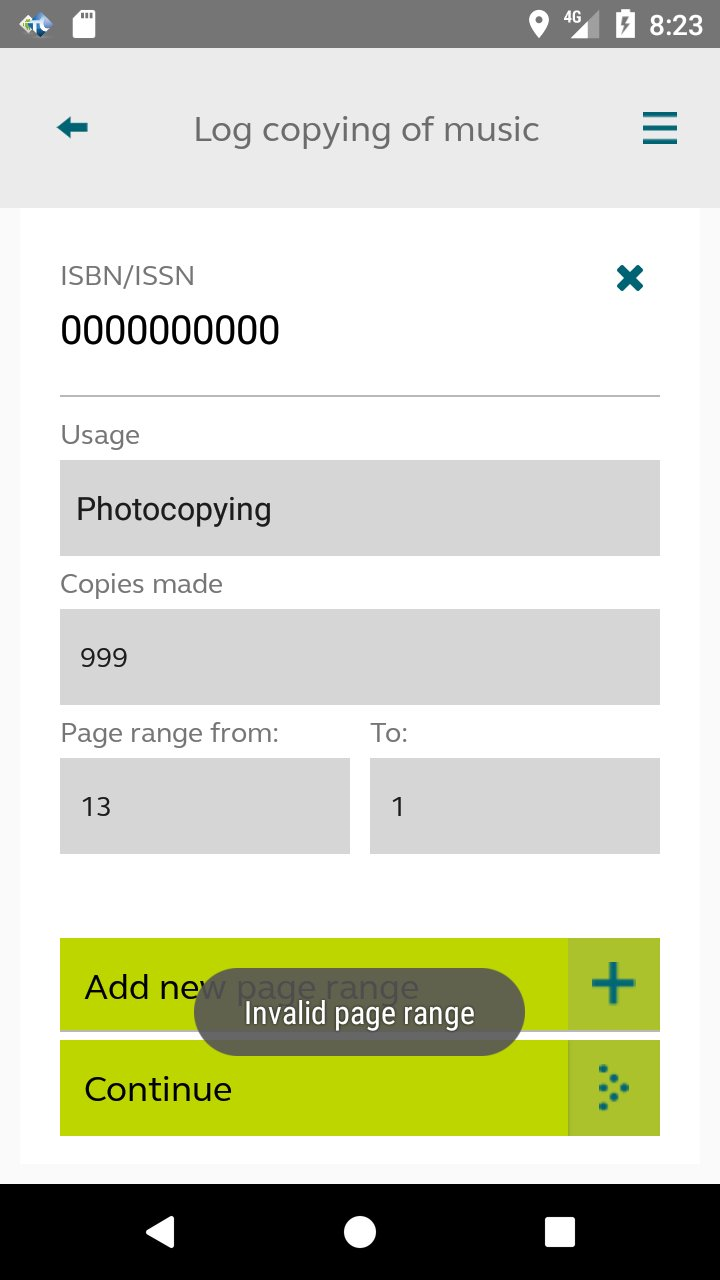 4G 8:23
Log copying of music
ISBN/ISSN
0000000000
Usage
Photocopying
Copies made
999
Page range from: To:
13 1
Add new page range
Invalid page range
Continue